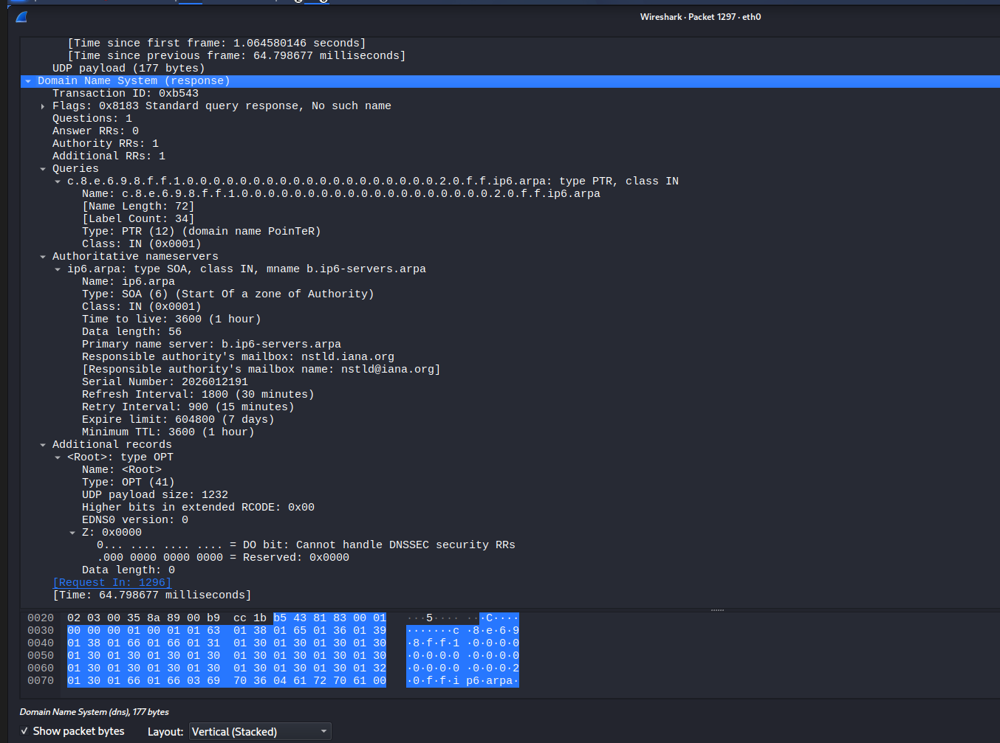 Wireshark · Packet 1297 · eth0
[Time since first frame: 1.064580146 seconds]
[Time since previous frame: 64.798677 milliseconds]
UDP payload (177 bytes)
Domain Name System (response)
Transaction ID: 0xb543
Flags: 0x8183 Standard query response, No such name
Questions: 1
Answer RRs: 0
Authority RRs: 1
Additional RRs: 1
Queries
c.8.e.6.9.8.f.f.1.0.0.0.0.0.0.0.0.0.0.0.0.0.0.0.0.0.0.0.2.0.f.f.ip6.arpa: type PTR, class IN
Name: c.8.e.6.9.8.f.f.1.0.0.0.0.0.0.0.0.0.0.0.0.0.0.0.0.0.0.0.2.0.f.f.ip6.arpa
[Name Length: 72]
[Label Count: 34]
Type: PTR (12) (domain name PoinTeR)
Class: IN (0x0001)
Authoritative nameservers
ip6.arpa: type SOA, class IN, mname b.ip6-servers.arpa
Name: ip6.arpa
Type: SOA (6) (Start Of a zone of Authority)
Class: IN (0x0001)
Time to live: 3600 (1 hour)
Data length: 56
Primary name server: b.ip6-servers.arpa
Responsible authority's mailbox: nstld.iana.org
[Responsible authority's mailbox name: nstld@iana.org]
Serial Number: 2026012191
Refresh Interval: 1800 (30 minutes)
Retry Interval: 900 (15 minutes)
Expire limit: 604800 (7 days)
Minimum TTL: 3600 (1 hour)
Additional records
<Root>: type OPT
Name: <Root>
Type: OPT (41)
UDP payload size: 1232
Higher bits in extended RCODE: 0x00
EDNS0 version: 0
Z: 0x0000
0... .... .... .... = DO bit: Cannot handle DNSSEC security RRs
.000 0000 0000 0000 = Reserved: 0x0000
Data length: 0
[Request In: 1296]
[Time: 64.798677 milliseconds]
0020 02 03 00 35 8a 89 00 b9 cc 1b b5 43 81 83 00 01 ···5···· ···C····
0030 00 00 00 01 00 01 01 63 01 38 01 65 01 36 01 39 ·······c ·8·e·6·9
0040 01 38 01 66 01 66 01 31 01 30 01 30 01 30 01 30 ·8·f·f·1 ·0·0·0·0
0050 01 30 01 30 01 30 01 30 01 30 01 30 01 30 01 30 ·0·0·0·0 ·0·0·0·0
0060 01 30 01 30 01 30 01 30 01 30 01 30 01 30 01 32 ·0·0·0·0 ·0·0·0·2
0070 01 30 01 66 01 66 03 69 70 36 04 61 72 70 61 00 ·0·f·f·i p6·arpa·
Domain Name System (dns), 177 bytes
Show packet bytes Layout: Vertical (Stacked)